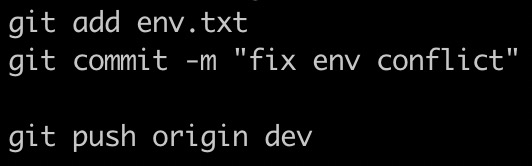 git add env.txt
git commit -m "fix env conflict"
git push origin dev